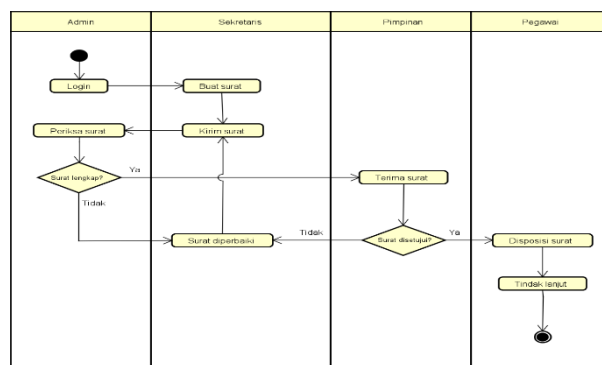 Admin
Sekretaris
Pimpinan
Pegawai
Login
Buat surat
Periksa surat
Kirim surat
Surat lengkap?
Ya
Terima surat
Tidak
Surat diperbaiki
Tidak
Surat disetujui?
Ya
Disposisi surat
Tindak lanjut